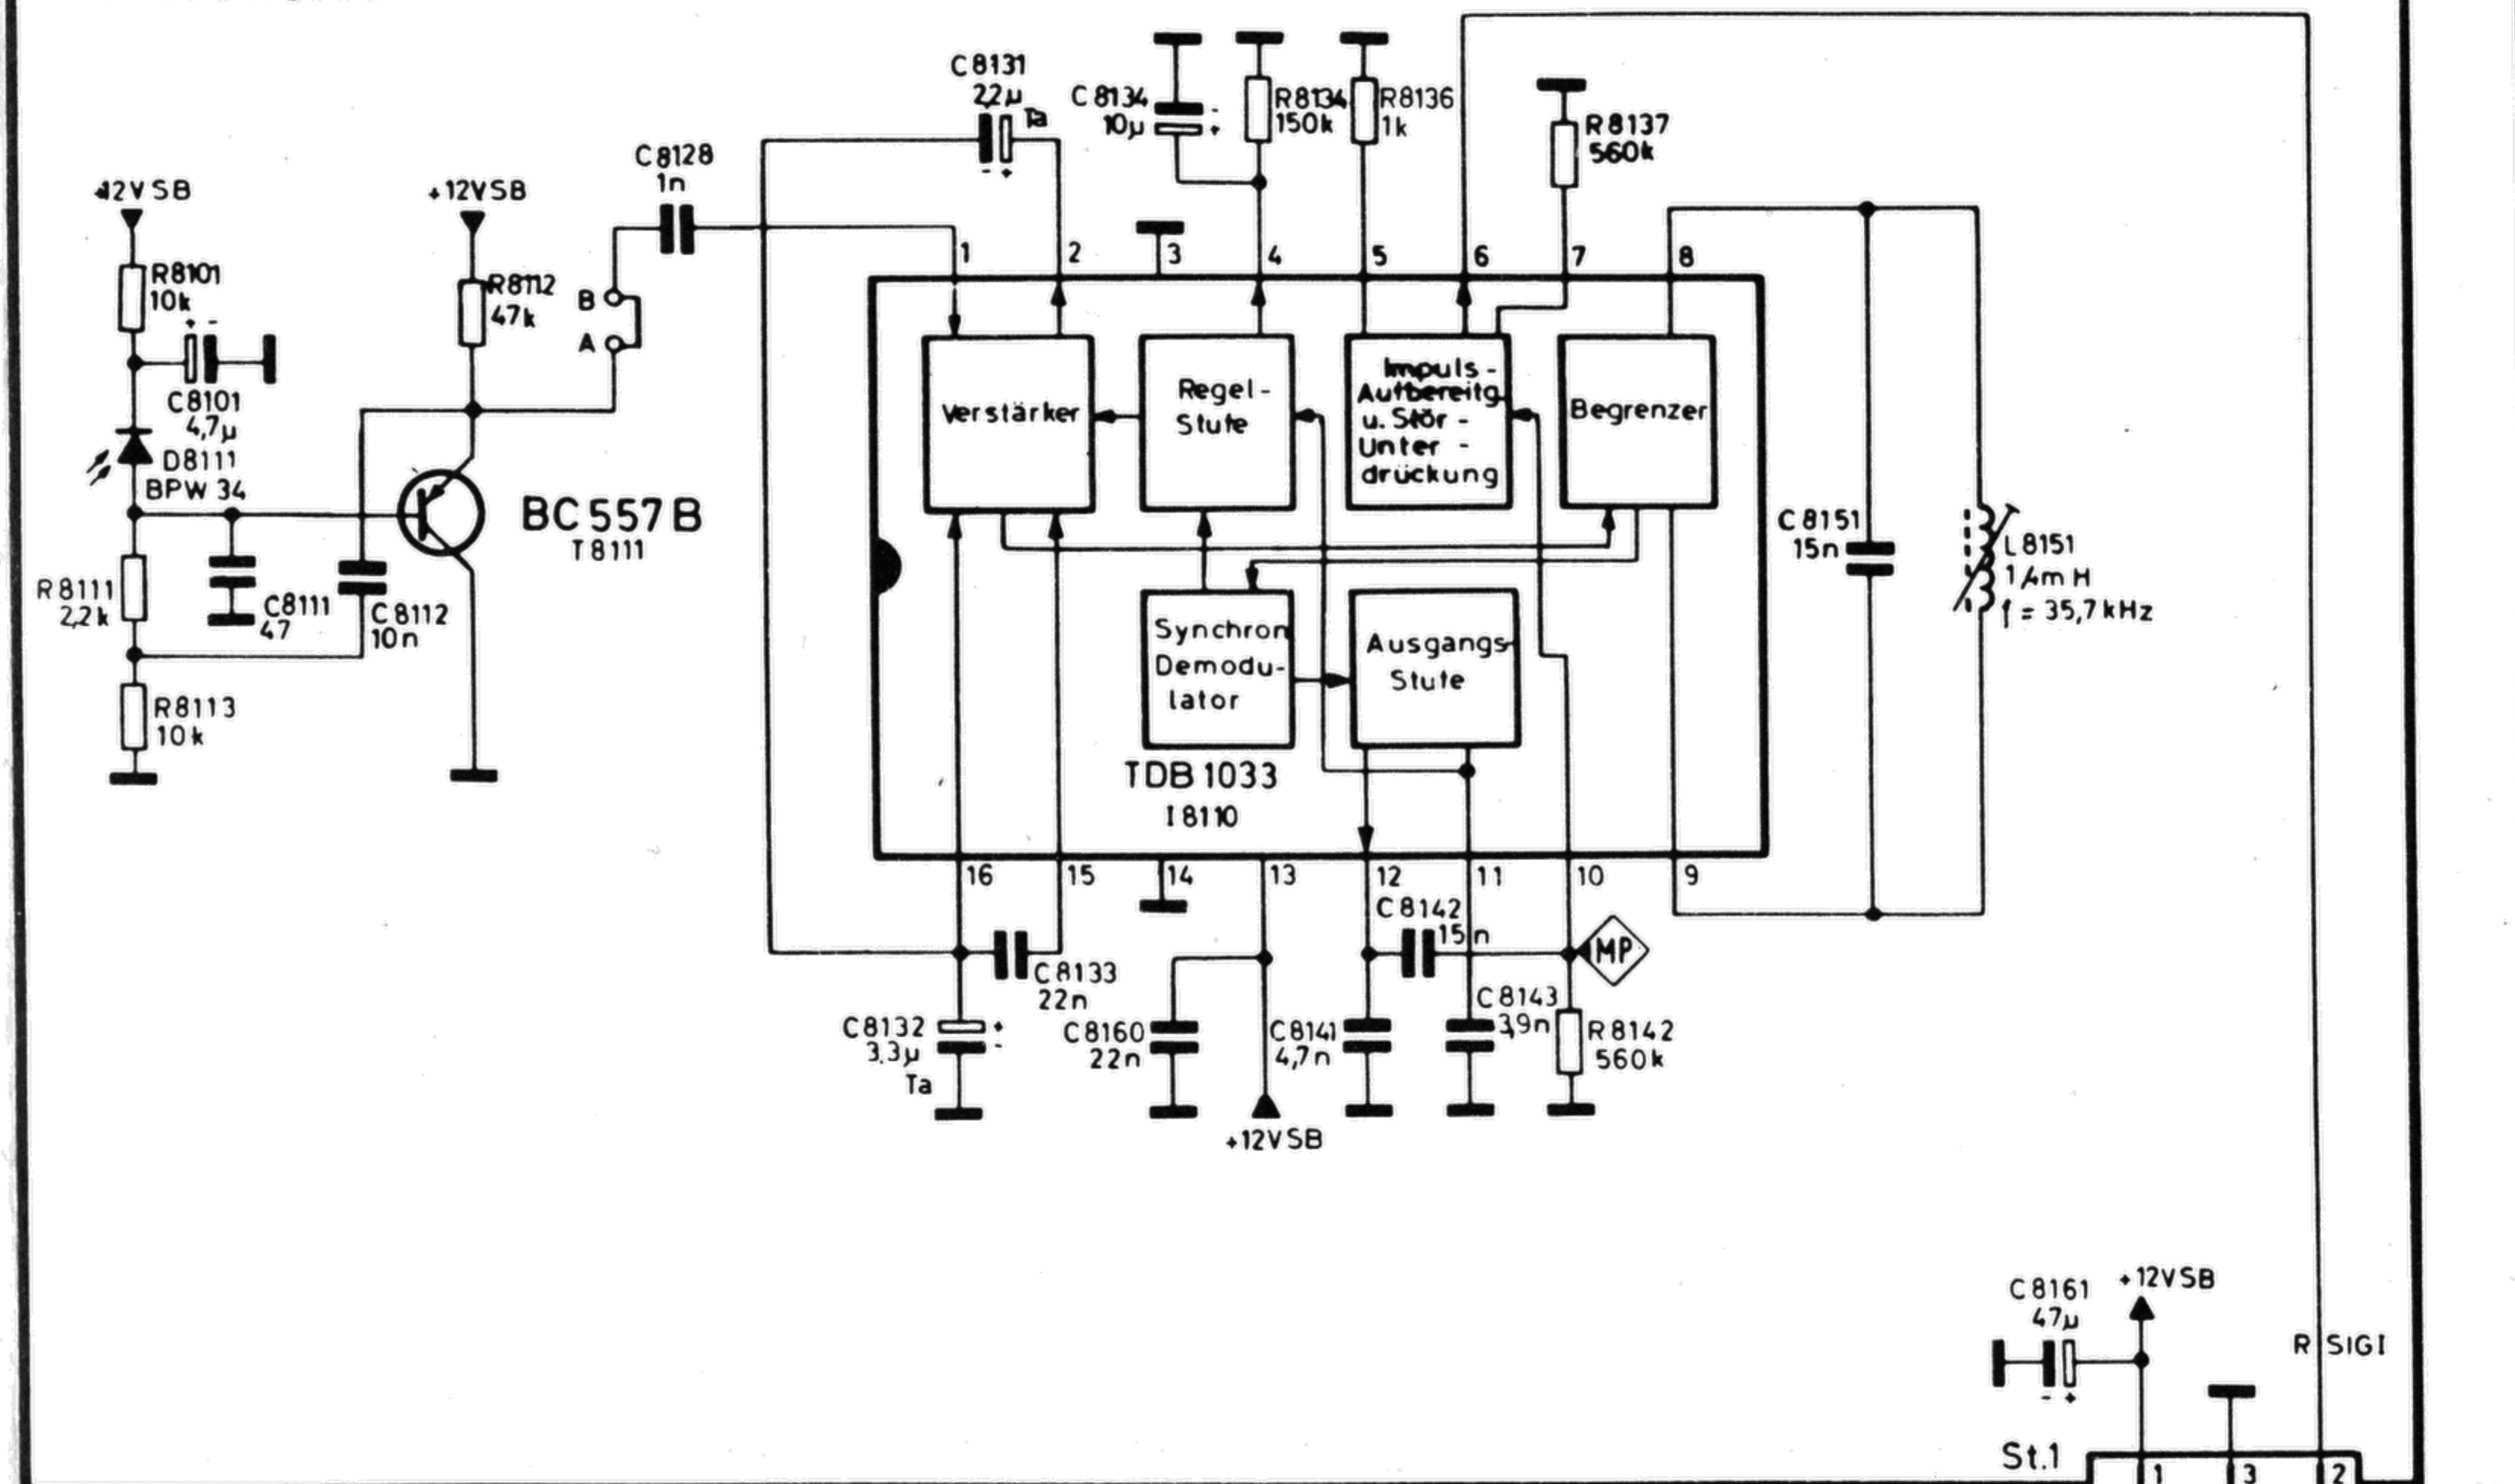 C8131
2,2µ
Ta
- +
C8134
10µ
-
+
R8134
150k
R8136
1k
R8137
560k
C8128
1n
+12VSB
+12VSB
R8101
10k
+ -
C8101
4,7µ
D8111
BPW 34
R8112
47k
B
A
BC557B
T8111
R8111
2,2k
C8111
47
C8112
10n
R8113
10k
1
2
3
4
5
6
7
8
Verstärker
Regel-
Stufe
Impuls-
Aufbereitg.
u. Stör-
Unter-
drückung
Begrenzer
Synchron
Demodu-
lator
Ausgangs-
Stufe
TDB 1033
I 8110
C8151
15n
L8151
1,4mH
f = 35,7kHz
16
15
14
13
12
11
10
9
C8133
22n
C8132
3,3µ
Ta
+
-
C8160
22n
+12VSB
C8142
15n
MP
C8141
4,7n
C8143
3,9n
R8142
560k
C8161
47µ
- +
+12VSB
R SIGI
St.1
1
3
2